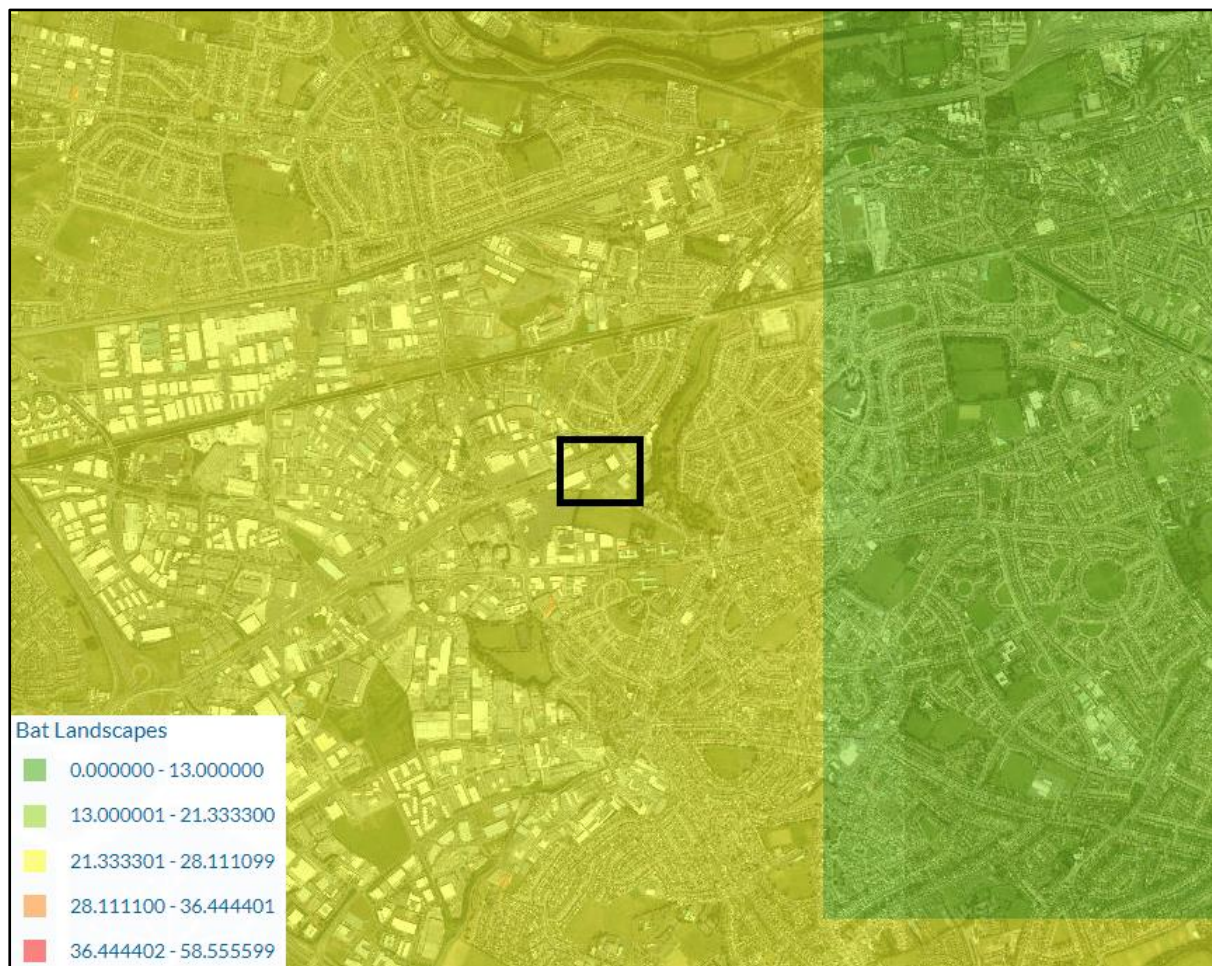 Bat Landscapes
0.000000 - 13.000000
13.000001 - 21.333300
21.333301 - 28.111099
28.111100 - 36.444401
36.444402 - 58.555599